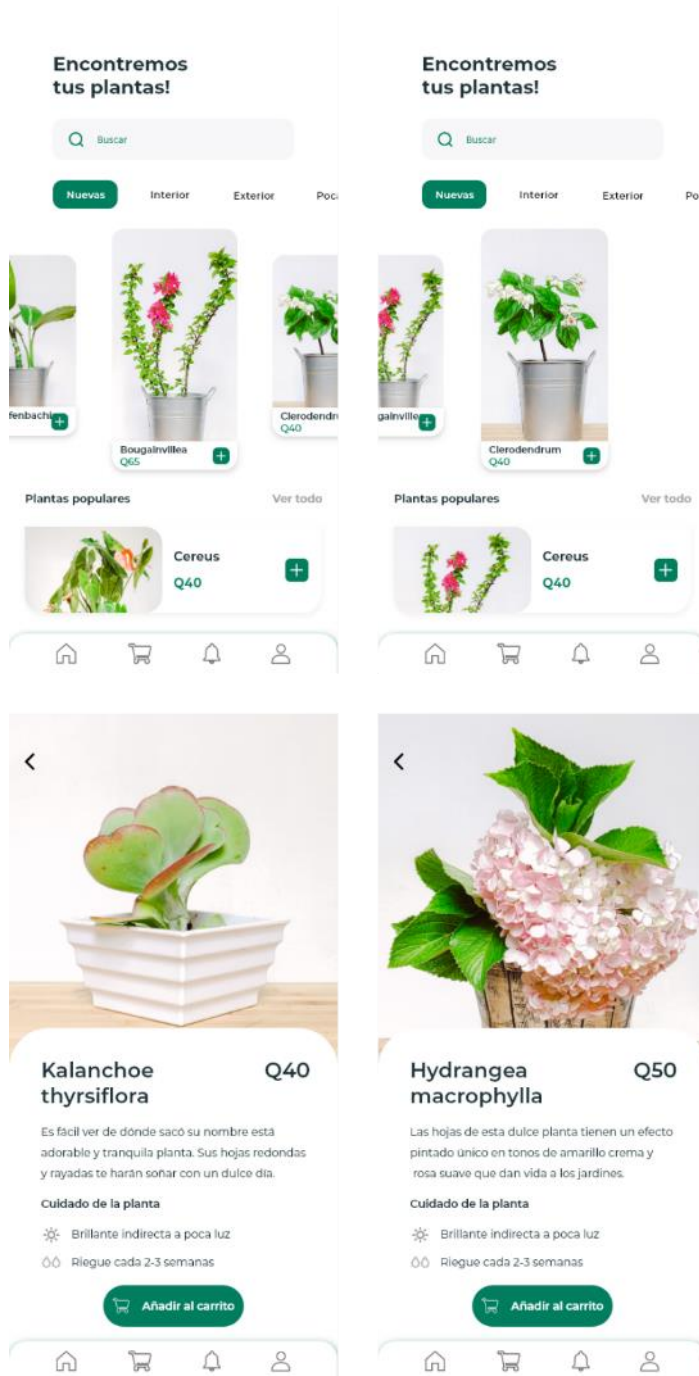 Encontremos
tus plantas!
Buscar
Nuevas Interior Exterior
Bougainvillea
Q65
Clerodendr
Q40
Plantas populares Ver todo
Cereus
Q40
Encontremos
tus plantas!
Buscar
Nuevas Interior Exterior Po
Clerodendrum
Q40
Plantas populares Ver todo
Cereus
Q40
Kalanchoe Q40
thyrsiflora
Es fácil ver de dónde sacó su nombre está
adorable y tranquila planta. Sus hojas redondas
y rayadas te harán soñar con un dulce día.
Cuidado de la planta
Brillante indirecta a poca luz
Riegue cada 2-3 semanas
Añadir al carrito
Hydrangea Q50
macrophylla
Las hojas de esta dulce planta tienen un efecto
pintado único en tonos de amarillo crema y
rosa suave que dan vida a los jardines.
Cuidado de la planta
Brillante indirecta a poca luz
Riegue cada 2-3 semanas
Añadir al carrito